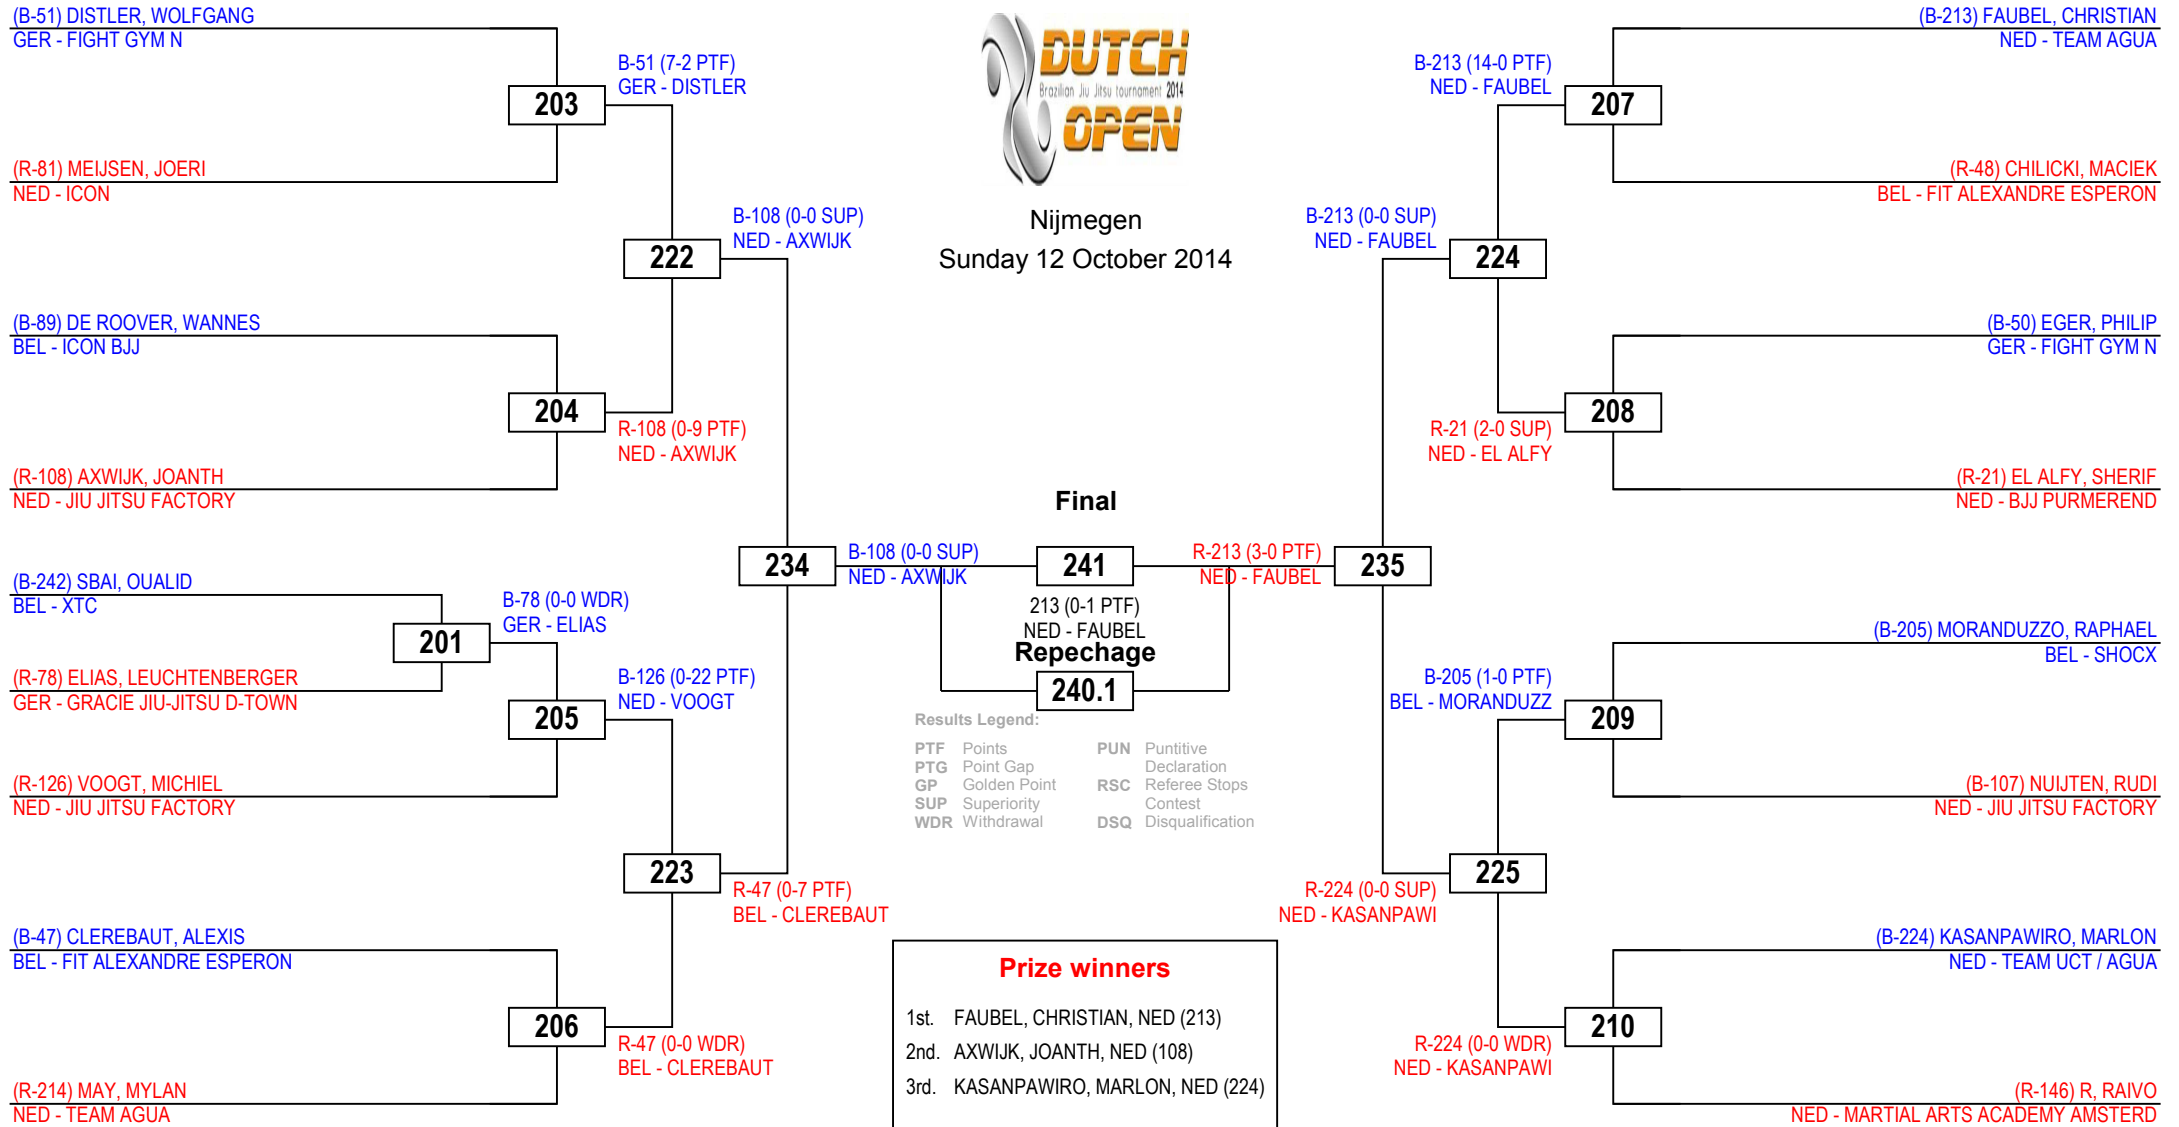 (B-51) DISTLER, WOLFGANG
GER - FIGHT GYM N
(R-81) MEIJSEN, JOERI
NED - ICON
(B-89) DE ROOVER, WANNES
BEL - ICON BJJ
(R-108) AXWIJK, JOANTH
NED - JIU JITSU FACTORY
(B-242) SBAI, OUALID
BEL - XTC
(R-78) ELIAS, LEUCHTENBERGER
GER - GRACIE JIU-JITSU D-TOWN
(R-126) VOOGT, MICHIEL
NED - JIU JITSU FACTORY
(B-47) CLEREBAUT, ALEXIS
BEL - FIT ALEXANDRE ESPERON
(R-214) MAY, MYLAN
NED - TEAM AGUA
201
B-78 (0-0 WDR)
GER - ELIAS
203
B-51 (7-2 PTF)
GER - DISTLER
204
R-108 (0-9 PTF)
NED - AXWIJK
205
B-126 (0-22 PTF)
NED - VOOGT
206
R-47 (0-0 WDR)
BEL - CLEREBAUT
222
B-108 (0-0 SUP)
NED - AXWIJK
223
R-47 (0-7 PTF)
BEL - CLEREBAUT
234
B-108 (0-0 SUP)
NED - AXWIJK
DUTCH
Brazilian Jiu Jitsu tournament 2014
OPEN
Nijmegen
Sunday 12 October 2014
Final
241
213 (0-1 PTF)
NED - FAUBEL
Repechage
240.1
Results Legend:
PTF Points
PTG Point Gap
GP Golden Point
SUP Superiority
WDR Withdrawal
PUN Puntitive
Declaration
RSC Referee Stops
Contest
DSQ Disqualification
Prize winners
1st. FAUBEL, CHRISTIAN, NED (213)
2nd. AXWIJK, JOANTH, NED (108)
3rd. KASANPAWIRO, MARLON, NED (224)
R-213 (3-0 PTF)
NED - FAUBEL
235
B-213 (0-0 SUP)
NED - FAUBEL
224
R-224 (0-0 SUP)
NED - KASANPAWI
225
B-213 (14-0 PTF)
NED - FAUBEL
207
R-21 (2-0 SUP)
NED - EL ALFY
208
B-205 (1-0 PTF)
BEL - MORANDUZZ
209
R-224 (0-0 WDR)
NED - KASANPAWI
210
(B-213) FAUBEL, CHRISTIAN
NED - TEAM AGUA
(R-48) CHILICKI, MACIEK
BEL - FIT ALEXANDRE ESPERON
(B-50) EGER, PHILIP
GER - FIGHT GYM N
(R-21) EL ALFY, SHERIF
NED - BJJ PURMEREND
(B-205) MORANDUZZO, RAPHAEL
BEL - SHOCX
(B-107) NUIJTEN, RUDI
NED - JIU JITSU FACTORY
(B-224) KASANPAWIRO, MARLON
NED - TEAM UCT / AGUA
(R-146) R, RAIVO
NED - MARTIAL ARTS ACADEMY AMSTERD